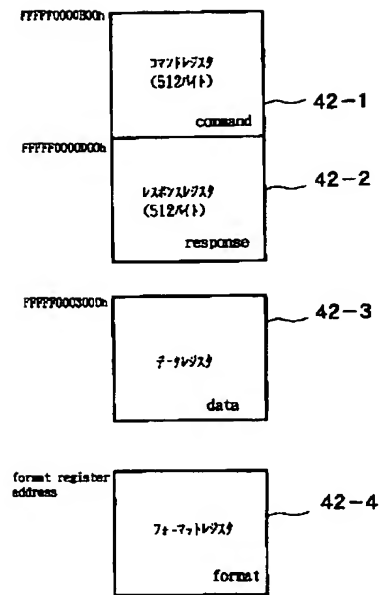 FFFFF0000B00h
コマンドレジスタ
(512バイト)
42-1
command
FFFFF0000D00h
レスポンスレジスタ
(512バイト)
42-2
response
FFFFF0003000h
42-3
データレジスタ
data
format register
address
42-4
フォーマットレジスタ
format